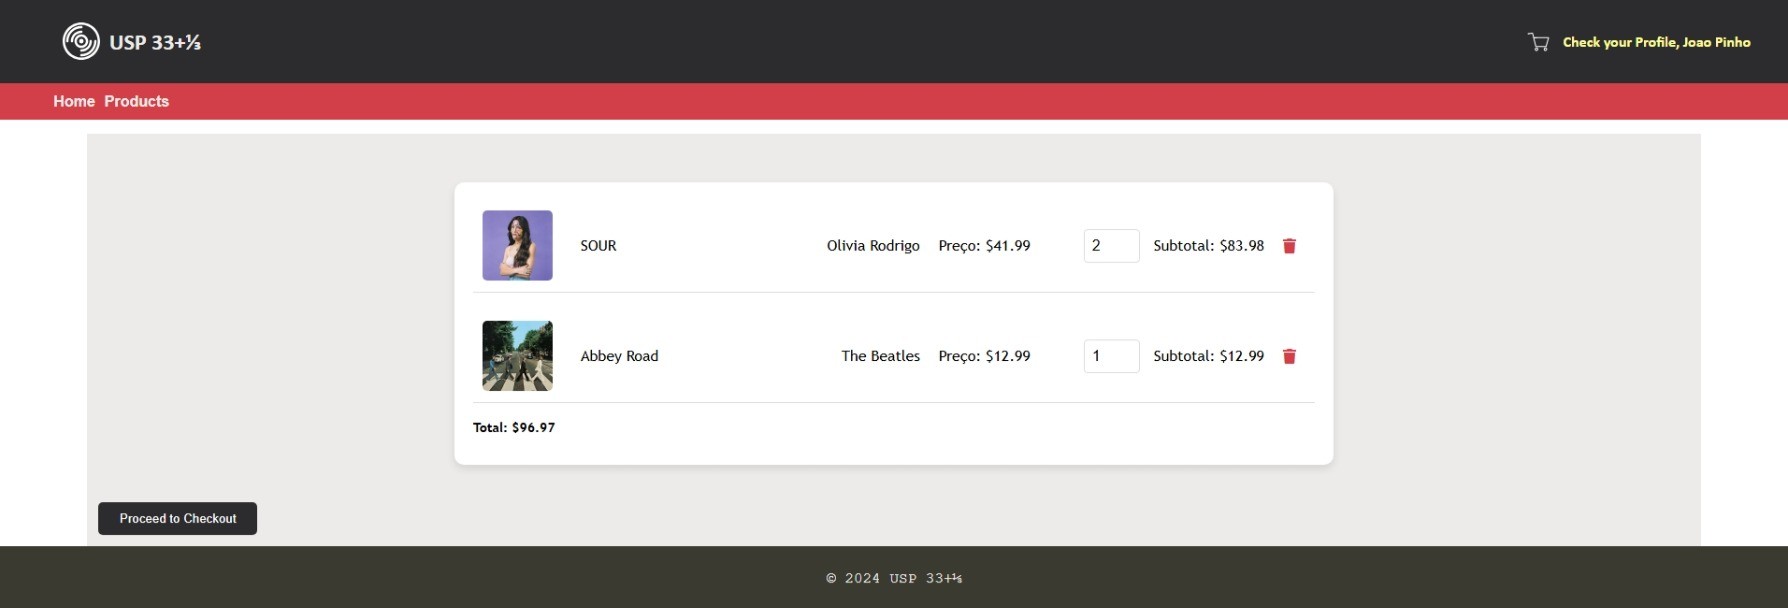 USP 33+⅓
Check your Profile, Joao Pinho
Home Products
SOUR Olivia Rodrigo Preço: $41.99 2 Subtotal: $83.98
Abbey Road The Beatles Preço: $12.99 1 Subtotal: $12.99
Total: $96.97
Proceed to Checkout
© 2024 USP 33+⅓